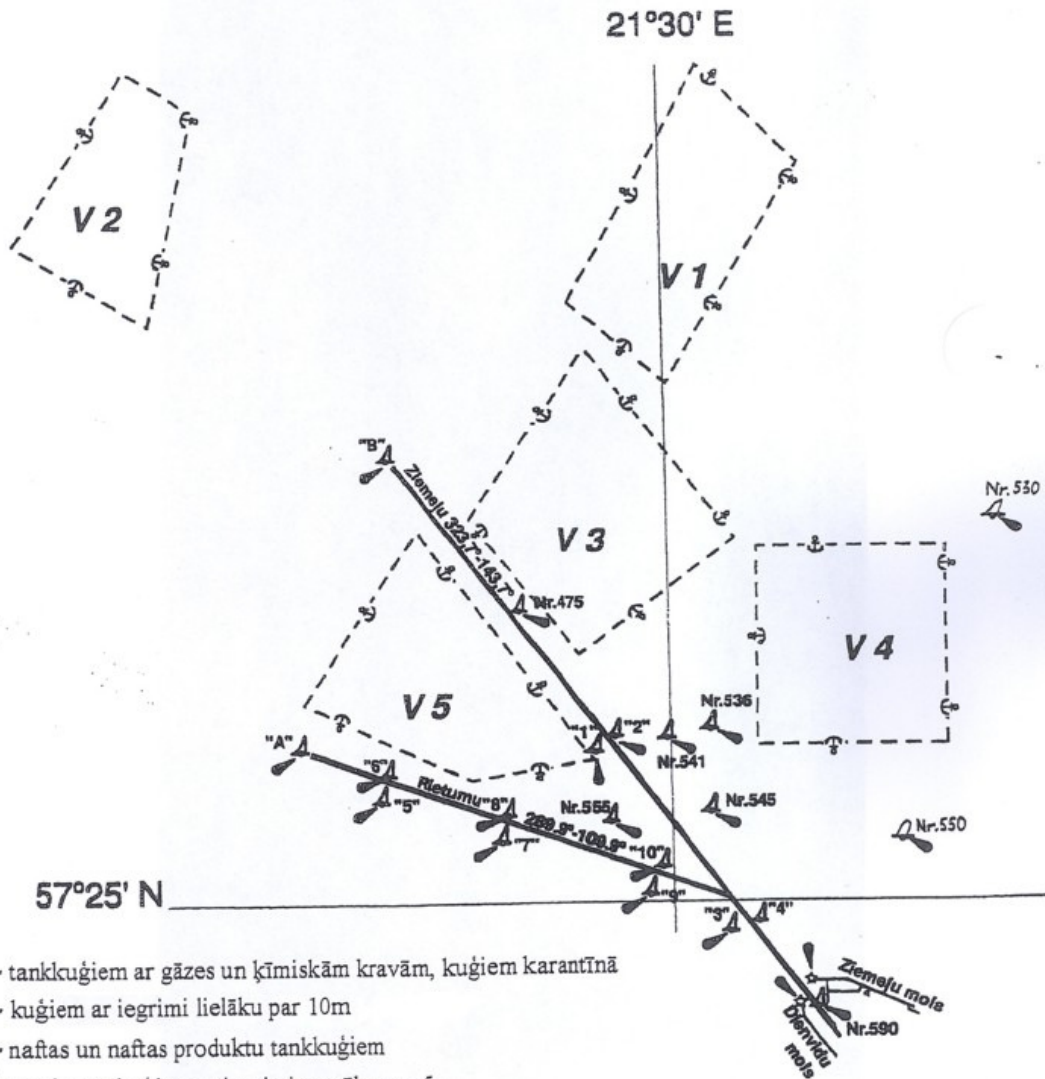 21°30' E
V 2
V 1
"B"
Ziemeļu 323,7°-143,7°
Nr.530
V 3
Nr.475
V 4
V 5
Nr.536
"1"
"2"
"A"
Nr.541
"6"
Rietumu
"8"
Nr.555
Nr.545
"5"
289.9°-109.9°
"10"
Nr.550
"7"
57°25' N
"9"
"3"
"4"
- tankkuģiem ar gāzes un ķīmiskām kravām, kuģiem karantīnā
Ziemeļu mols
- kuģiem ar iegrimi lielāku par 10m
Nr.590
Dienvidu mols
- naftas un naftas produktu tankkuģiem